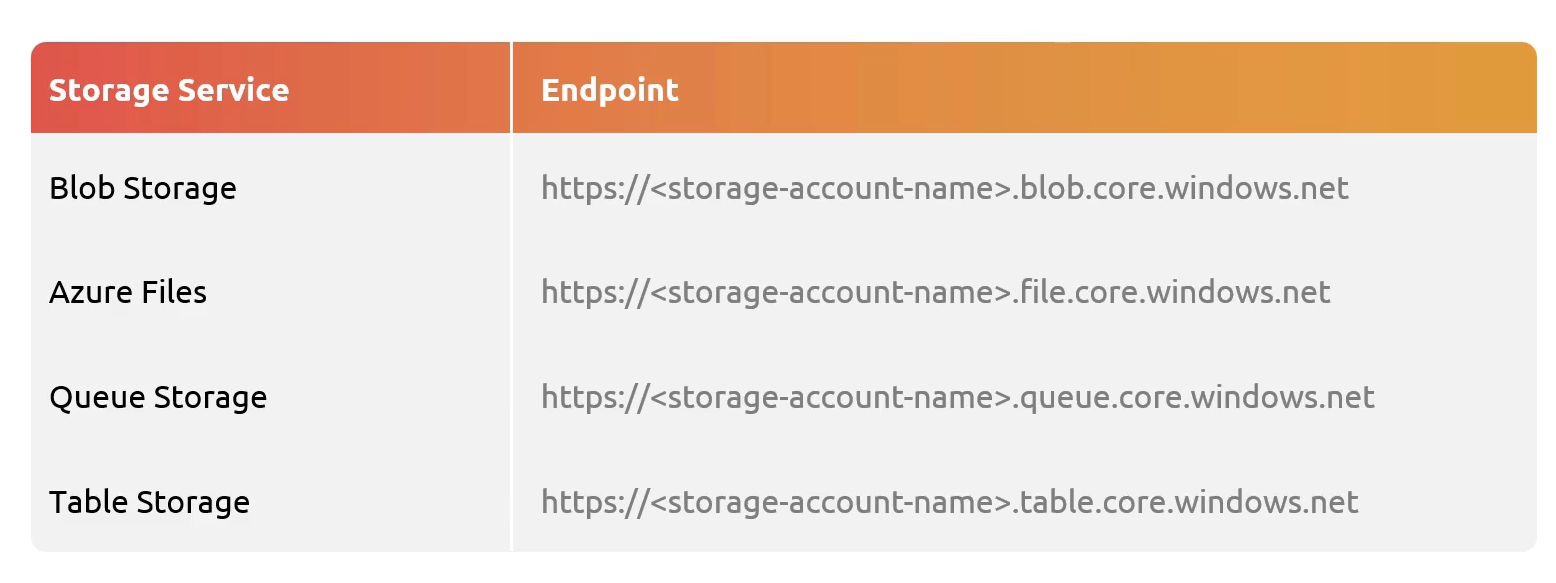 Storage Service Endpoint
Blob Storage https://<storage-account-name>.blob.core.windows.net
Azure Files https://<storage-account-name>.file.core.windows.net
Queue Storage https://<storage-account-name>.queue.core.windows.net
Table Storage https://<storage-account-name>.table.core.windows.net